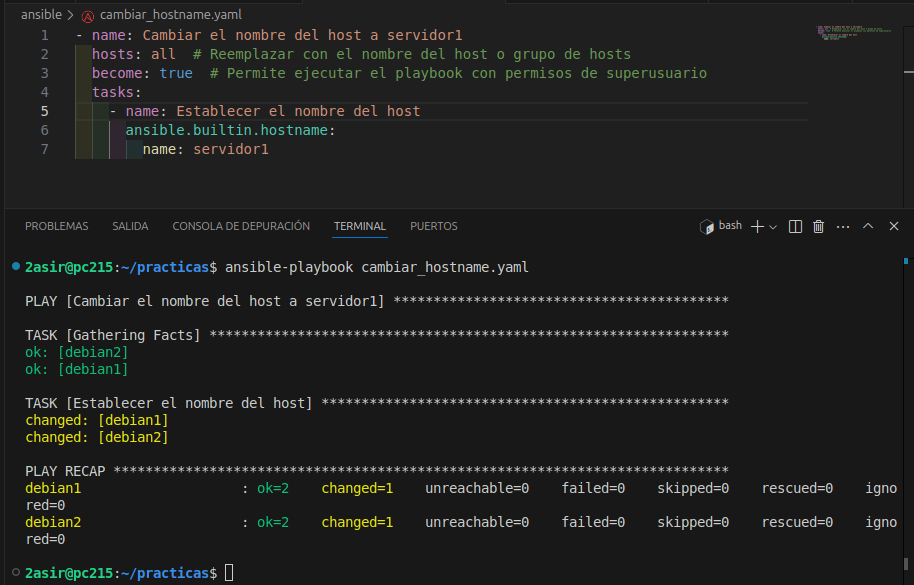 ansible > cambiar_hostname.yaml
1 - name: Cambiar el nombre del host a servidor1
2 hosts: all # Reemplazar con el nombre del host o grupo de hosts
3 become: true # Permite ejecutar el playbook con permisos de superusuario
4 tasks:
5 - name: Establecer el nombre del host
6 ansible.builtin.hostname:
7 name: servidor1
PROBLEMAS SALIDA CONSOLA DE DEPURACIÓN TERMINAL PUERTOS bash
2asir@pc215:~/practicas$ ansible-playbook cambiar_hostname.yaml
PLAY [Cambiar el nombre del host a servidor1] ******************************************
TASK [Gathering Facts] *****************************************************************
ok: [debian2]
ok: [debian1]
TASK [Establecer el nombre del host] ***************************************************
changed: [debian1]
changed: [debian2]
PLAY RECAP *****************************************************************************
debian1 : ok=2 changed=1 unreachable=0 failed=0 skipped=0 rescued=0 igno
red=0
debian2 : ok=2 changed=1 unreachable=0 failed=0 skipped=0 rescued=0 igno
red=0
2asir@pc215:~/practicas$